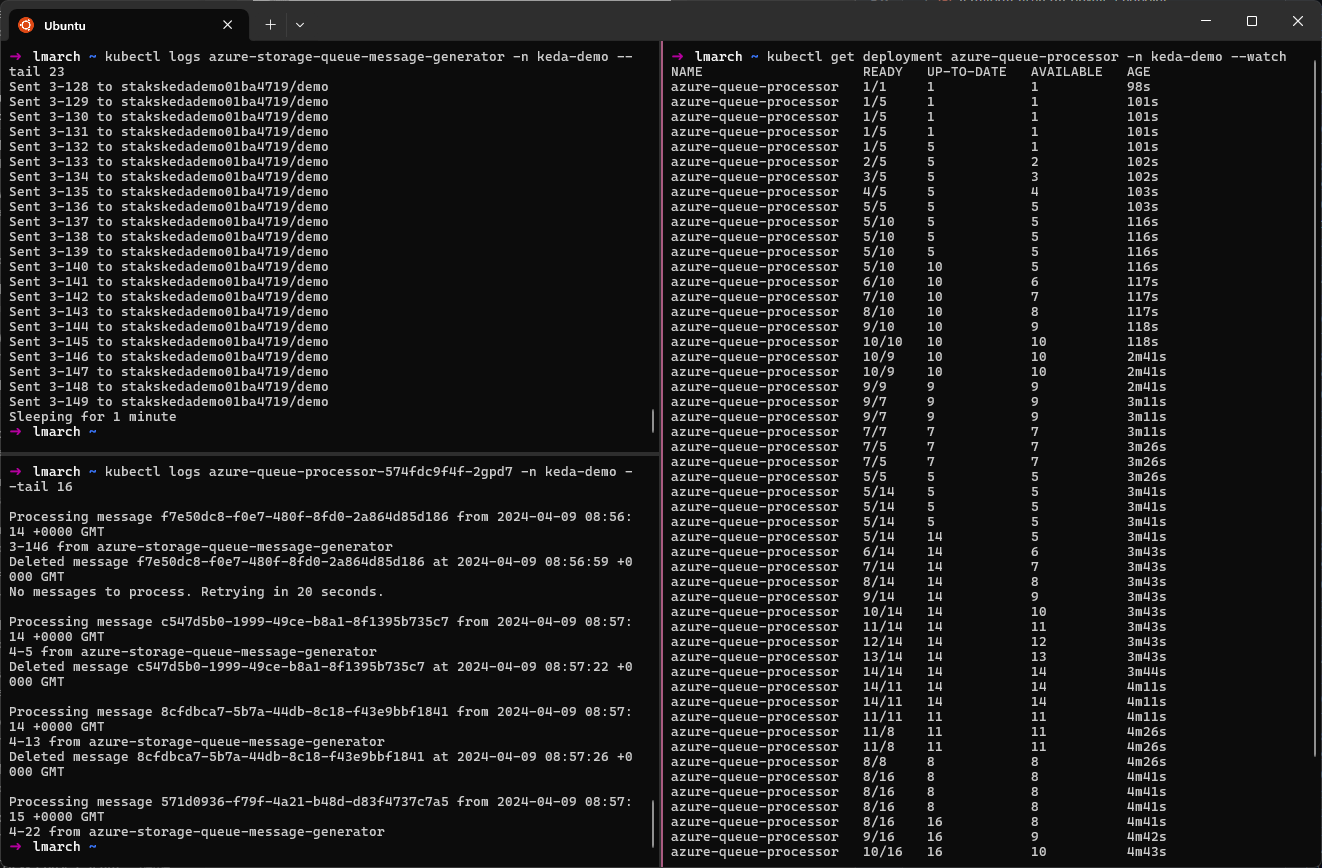 Ubuntu
➜ lmarch ~ kubectl logs azure-storage-queue-message-generator -n keda-demo --
tail 23
Sent 3-128 to stakskedademo01ba4719/demo
Sent 3-129 to stakskedademo01ba4719/demo
Sent 3-130 to stakskedademo01ba4719/demo
Sent 3-131 to stakskedademo01ba4719/demo
Sent 3-132 to stakskedademo01ba4719/demo
Sent 3-133 to stakskedademo01ba4719/demo
Sent 3-134 to stakskedademo01ba4719/demo
Sent 3-135 to stakskedademo01ba4719/demo
Sent 3-136 to stakskedademo01ba4719/demo
Sent 3-137 to stakskedademo01ba4719/demo
Sent 3-138 to stakskedademo01ba4719/demo
Sent 3-139 to stakskedademo01ba4719/demo
Sent 3-140 to stakskedademo01ba4719/demo
Sent 3-141 to stakskedademo01ba4719/demo
Sent 3-142 to stakskedademo01ba4719/demo
Sent 3-143 to stakskedademo01ba4719/demo
Sent 3-144 to stakskedademo01ba4719/demo
Sent 3-145 to stakskedademo01ba4719/demo
Sent 3-146 to stakskedademo01ba4719/demo
Sent 3-147 to stakskedademo01ba4719/demo
Sent 3-148 to stakskedademo01ba4719/demo
Sent 3-149 to stakskedademo01ba4719/demo
Sleeping for 1 minute
➜ lmarch ~
➜ lmarch ~ kubectl logs azure-queue-processor-574fdc9f4f-2gpd7 -n keda-demo -
-tail 16
Processing message f7e50dc8-f0e7-480f-8fd0-2a864d85d186 from 2024-04-09 08:56:
14 +0000 GMT
3-146 from azure-storage-queue-message-generator
Deleted message f7e50dc8-f0e7-480f-8fd0-2a864d85d186 at 2024-04-09 08:56:59 +0
000 GMT
No messages to process. Retrying in 20 seconds.
Processing message c547d5b0-1999-49ce-b8a1-8f1395b735c7 from 2024-04-09 08:57:
14 +0000 GMT
4-5 from azure-storage-queue-message-generator
Deleted message c547d5b0-1999-49ce-b8a1-8f1395b735c7 at 2024-04-09 08:57:22 +0
000 GMT
Processing message 8cfdbca7-5b7a-44db-8c18-f43e9bbf1841 from 2024-04-09 08:57:
14 +0000 GMT
4-13 from azure-storage-queue-message-generator
Deleted message 8cfdbca7-5b7a-44db-8c18-f43e9bbf1841 at 2024-04-09 08:57:26 +0
000 GMT
Processing message 571d0936-f79f-4a21-b48d-d83f4737c7a5 from 2024-04-09 08:57:
15 +0000 GMT
4-22 from azure-storage-queue-message-generator
➜ lmarch ~
➜ lmarch ~ kubectl get deployment azure-queue-processor -n keda-demo --watch
NAME READY UP-TO-DATE AVAILABLE AGE
azure-queue-processor 1/1 1 1 98s
azure-queue-processor 1/5 1 1 101s
azure-queue-processor 1/5 1 1 101s
azure-queue-processor 1/5 1 1 101s
azure-queue-processor 1/5 5 1 101s
azure-queue-processor 2/5 5 2 102s
azure-queue-processor 3/5 5 3 102s
azure-queue-processor 4/5 5 4 103s
azure-queue-processor 5/5 5 5 103s
azure-queue-processor 5/10 5 5 116s
azure-queue-processor 5/10 5 5 116s
azure-queue-processor 5/10 5 5 116s
azure-queue-processor 5/10 10 5 116s
azure-queue-processor 6/10 10 6 117s
azure-queue-processor 7/10 10 7 117s
azure-queue-processor 8/10 10 8 117s
azure-queue-processor 9/10 10 9 118s
azure-queue-processor 10/10 10 10 118s
azure-queue-processor 10/9 10 10 2m41s
azure-queue-processor 10/9 10 10 2m41s
azure-queue-processor 9/9 9 9 2m41s
azure-queue-processor 9/7 9 9 3m11s
azure-queue-processor 9/7 9 9 3m11s
azure-queue-processor 7/7 7 7 3m11s
azure-queue-processor 7/5 7 7 3m26s
azure-queue-processor 7/5 7 7 3m26s
azure-queue-processor 5/5 5 5 3m26s
azure-queue-processor 5/14 5 5 3m41s
azure-queue-processor 5/14 5 5 3m41s
azure-queue-processor 5/14 5 5 3m41s
azure-queue-processor 5/14 14 5 3m41s
azure-queue-processor 6/14 14 6 3m43s
azure-queue-processor 7/14 14 7 3m43s
azure-queue-processor 8/14 14 8 3m43s
azure-queue-processor 9/14 14 9 3m43s
azure-queue-processor 10/14 14 10 3m43s
azure-queue-processor 11/14 14 11 3m43s
azure-queue-processor 12/14 14 12 3m43s
azure-queue-processor 13/14 14 13 3m43s
azure-queue-processor 14/14 14 14 3m44s
azure-queue-processor 14/11 14 14 4m11s
azure-queue-processor 14/11 14 14 4m11s
azure-queue-processor 11/11 11 11 4m11s
azure-queue-processor 11/8 11 11 4m26s
azure-queue-processor 11/8 11 11 4m26s
azure-queue-processor 8/8 8 8 4m26s
azure-queue-processor 8/16 8 8 4m41s
azure-queue-processor 8/16 8 8 4m41s
azure-queue-processor 8/16 8 8 4m41s
azure-queue-processor 8/16 16 8 4m41s
azure-queue-processor 9/16 16 9 4m42s
azure-queue-processor 10/16 16 10 4m43s